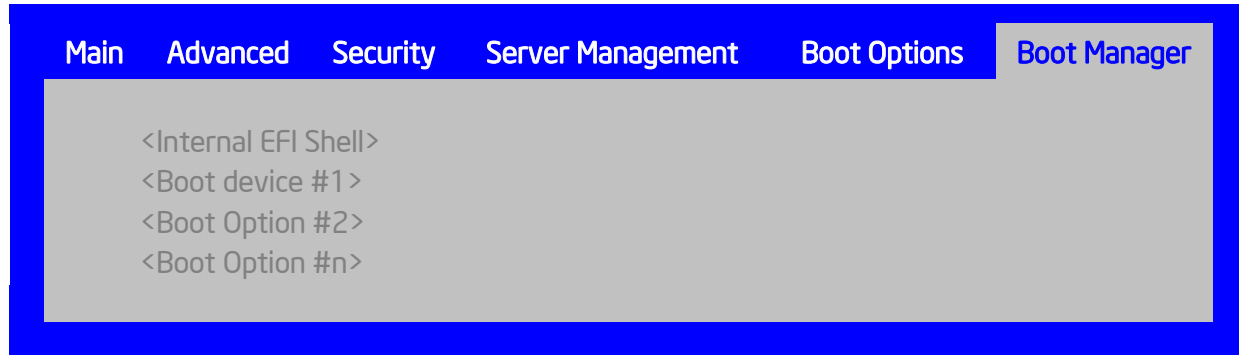 Main Advanced Security Server Management Boot Options Boot Manager
<Internal EFI Shell>
<Boot device #1>
<Boot Option #2>
<Boot Option #n>